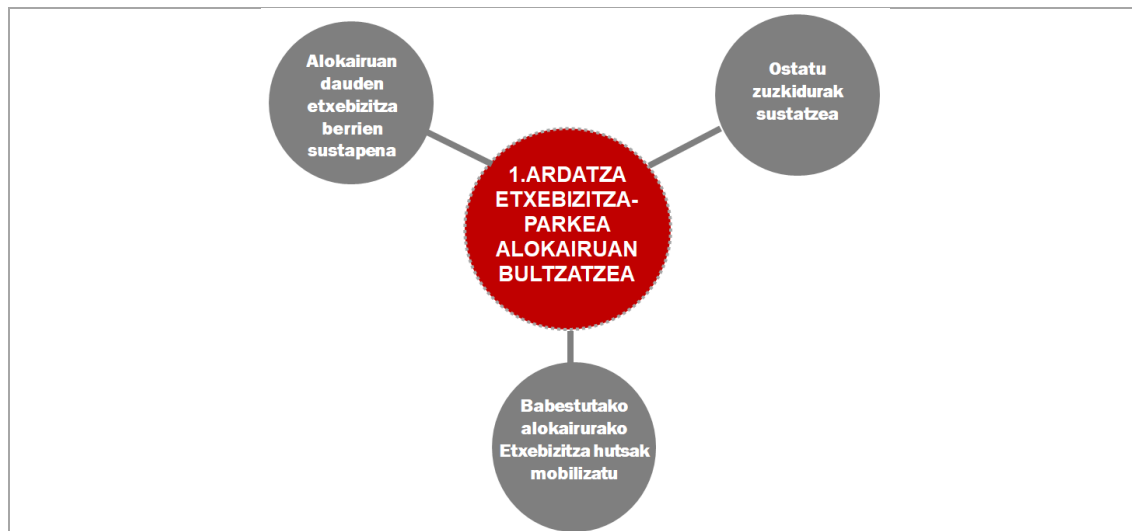 Alokairuan
dauden
etxebizitza
berrien
sustapena
Ostatu
zuzkidurak
sustatzea
1.ARDATZA
ETXEBIZITZA-
PARKEA
ALOKAIRUAN
BULTZATZEA
Babestutako
alokairurako
Etxebizitza hutsak
mobilizatu